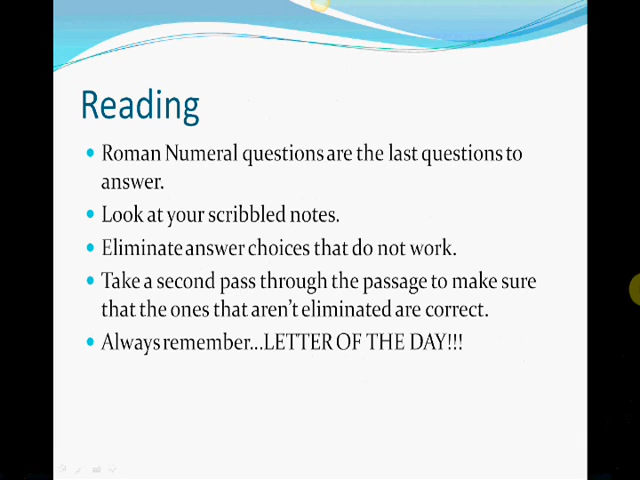 Reading
Roman Numeral questions are the last questions to
answer.
Look at your scribbled notes.
Eliminate answer choices that do not work.
Take a second pass through the passage to make sure
that the ones that aren't eliminated are correct.
Always remember...LETTER OF THE DAY!!!